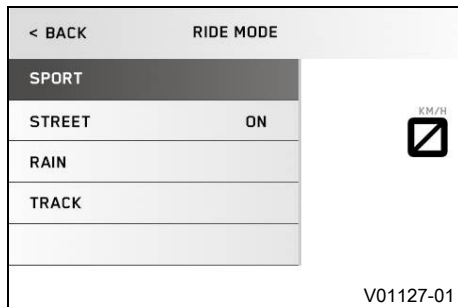 < BACK RIDE MODE
SPORT
STREET ON
KM/H
RAIN
TRACK
V01127-01